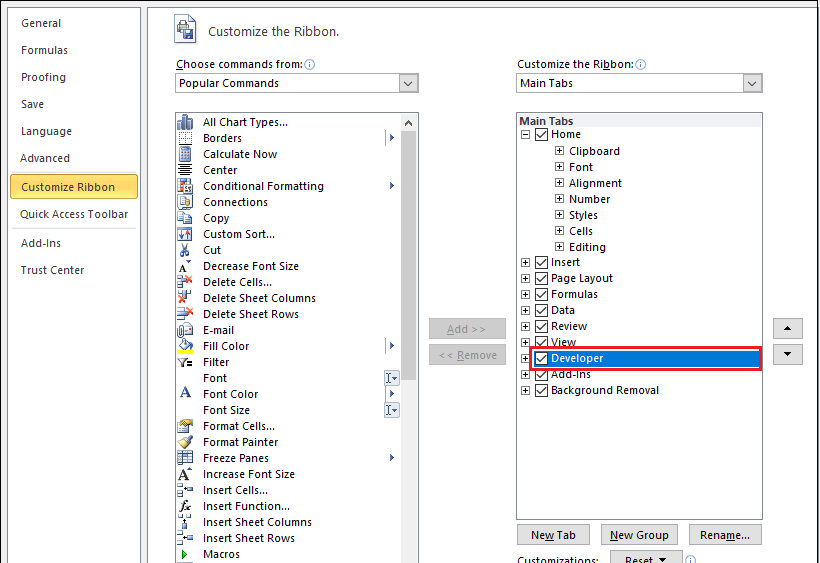 General
Formulas
Proofing
Save
Language
Advanced
Customize Ribbon
Quick Access Toolbar
Add-Ins
Trust Center
Customize the Ribbon.
Choose commands from:
Popular Commands
All Chart Types...
Borders
Calculate Now
Center
Conditional Formatting
Connections
Copy
Custom Sort...
Cut
Decrease Font Size
Delete Cells...
Delete Sheet Columns
Delete Sheet Rows
E-mail
Fill Color
Filter
Font
Font Color
Font Size
Format Cells...
Format Painter
Freeze Panes
Increase Font Size
Insert Cells...
Insert Function...
Insert Sheet Columns
Insert Sheet Rows
Macros
Add >>
<< Remove
Customize the Ribbon:
Main Tabs
Main Tabs
Home
Clipboard
Font
Alignment
Number
Styles
Cells
Editing
Insert
Page Layout
Formulas
Data
Review
View
Developer
Add-Ins
Background Removal
New Tab
New Group
Rename...
Customizations:
Reset